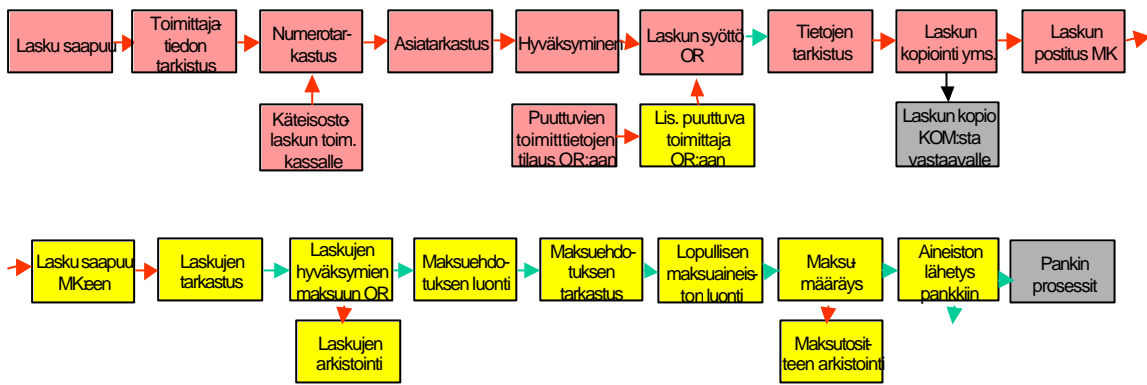 Lasku saapuu
Toimittaja-
tiedon
tarkistus
Numerotar-
kastus
Asiatarkastus
Hyväksyminen
Laskun syöttö
OR
Tietojen
tarkistus
Laskun
kopiointi yms.
Laskun
postitus MK
Käteisosto-
laskun toim.
kassalle
Puuttuvien
toimitttietojen
tilaus OR:aan
Lis. puuttuva
toimittaja
OR:aan
Laskun kopio
KOM:sta
vastaavalle
Lasku saapuu
MK:een
Laskujen
tarkastus
Laskujen
hyväksymien
maksuun OR
Maksuehdo-
tuksen luonti
Maksuehdo-
tuksen
tarkastus
Lopullisen
maksuaineis-
ton luonti
Maksu-
määräys
Aineiston
lähetys
pankkiin
Pankin
prosessit
Laskujen
arkistointi
Maksutosit-
teen arkistointi